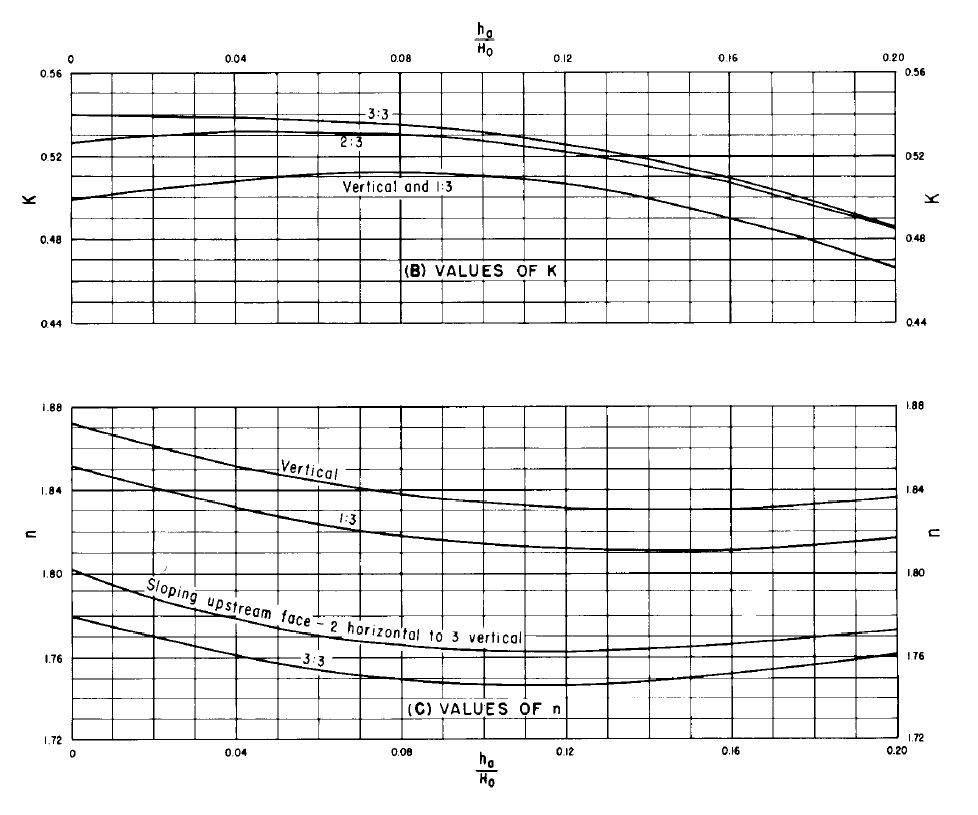 ha
Ho
0 0.04 0.08 0.12 0.16 0.20
0.56 0.56
3:3
2:3
0.52 0.52
Vertical and 1:3
K K
0.48 0.48
(B) VALUES OF K
0.44 0.44
1.88 1.88
Vertical
1.84 1.84
1:3
n n
1.80 1.80
Sloping upstream face - 2 horizontal to 3 vertical
3:3
1.76 1.76
(C) VALUES OF n
1.72 1.72
0 0.04 0.08 0.12 0.16 0.20
ha
Ho